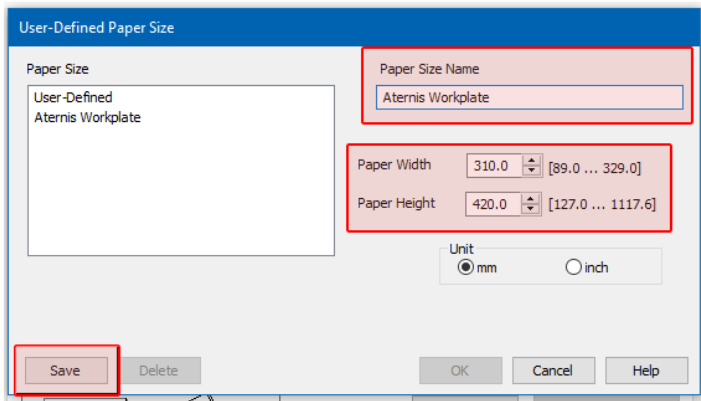 User-Defined Paper Size
Paper Size
User-Defined
Aternis Workplate
Paper Size Name
Aternis Workplate
Paper Width 310.0 [89.0 ... 329.0]
Paper Height 420.0 [127.0 ... 1117.6]
Unit
mm inch
Save Delete OK Cancel Help